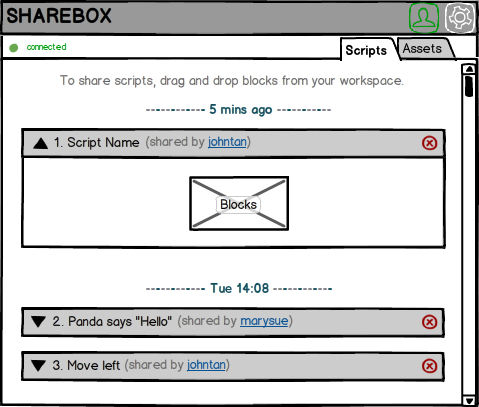 SHAREBOX
connected
Scripts
Assets
To share scripts, drag and drop blocks from your workspace.
------------ 5 mins ago ------------
1. Script Name (shared by johntan)
Blocks
------------ Tue 14:08 ------------
2. Panda says "Hello" (shared by marysue)
3. Move left (shared by johntan)